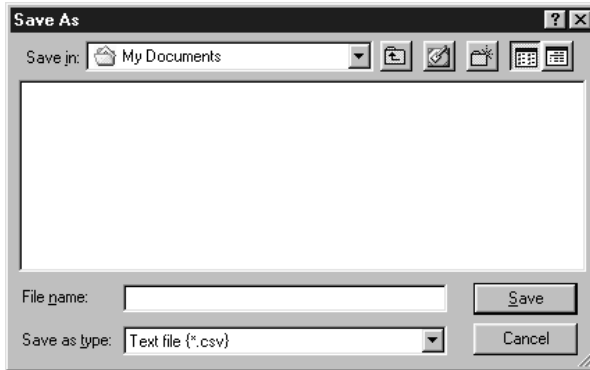 Save As
Save in: My Documents
File name: Save
Save as type: Text file {*.csv} Cancel